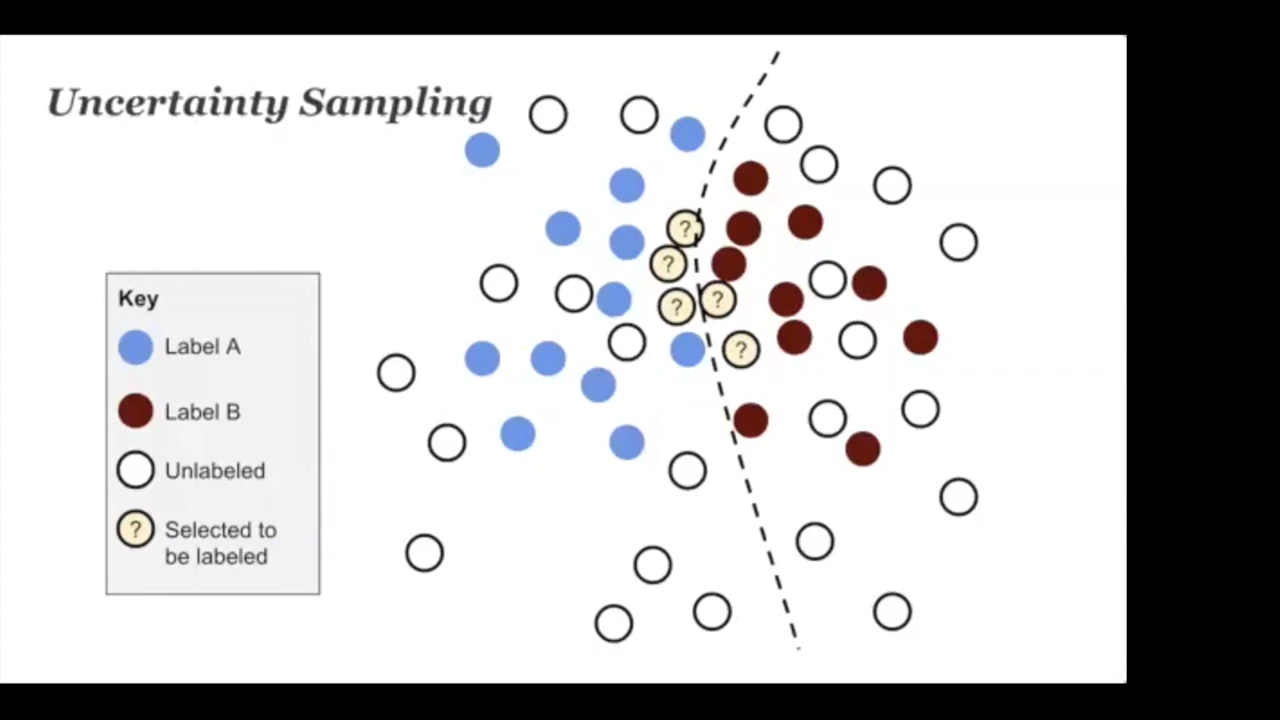 Uncertainty Sampling
?
?
? ?
?
Key
Label A
Label B
Unlabeled
? Selected to
be labeled